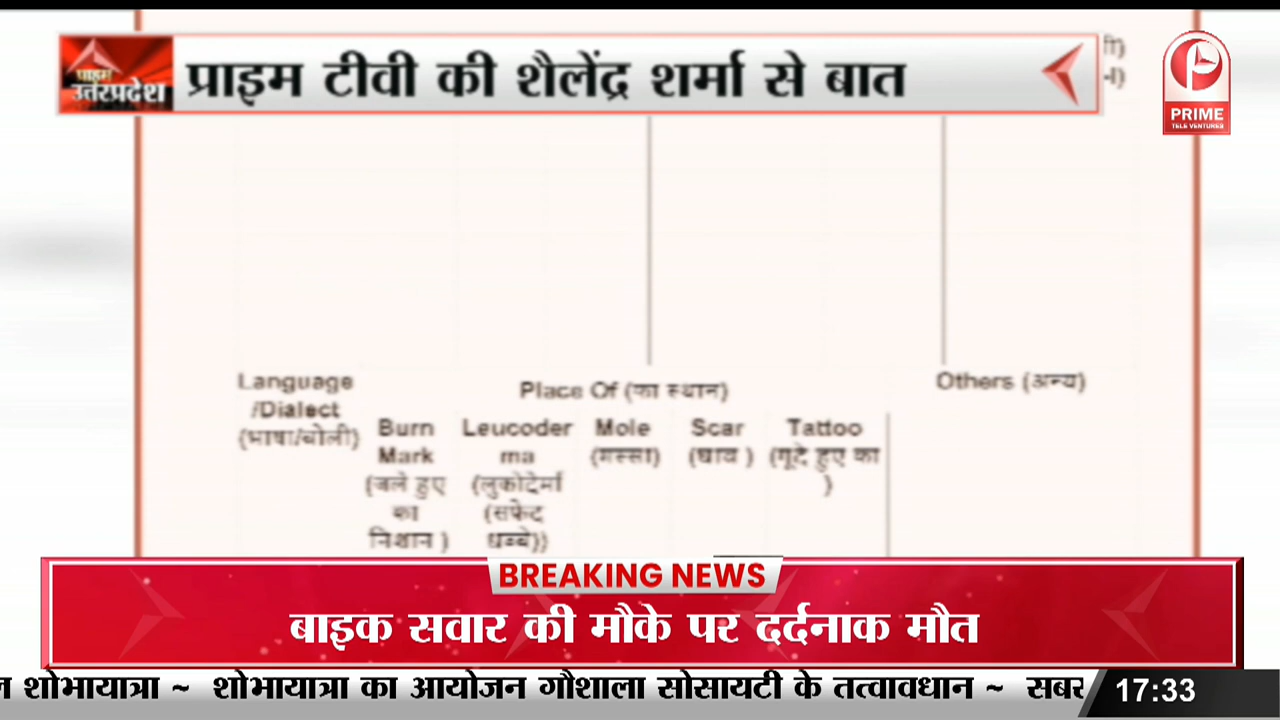 प्राइम
उत्तरप्रदेश
प्राइम टीवी की शैलेंद्र शर्मा से बात
PRIME
TELE VENTURES
Language
/Dialect
(भाषा/बोली)
Place Of (का स्थान)
Others (अन्य)
Burn
Mark
(जले हुए
का
निशान )
Leucoder
ma
(लुकोदेर्मा
(सफेद
धब्बे))
Mole
(मस्सा)
Scar
(घाव )
Tattoo
(गूदे हुए का
)
BREAKING NEWS
बाइक सवार की मौके पर दर्दनाक मौत
शोभायात्रा ~ शोभायात्रा का आयोजन गौशाला सोसायटी के तत्वावधान ~ सबर
17:33